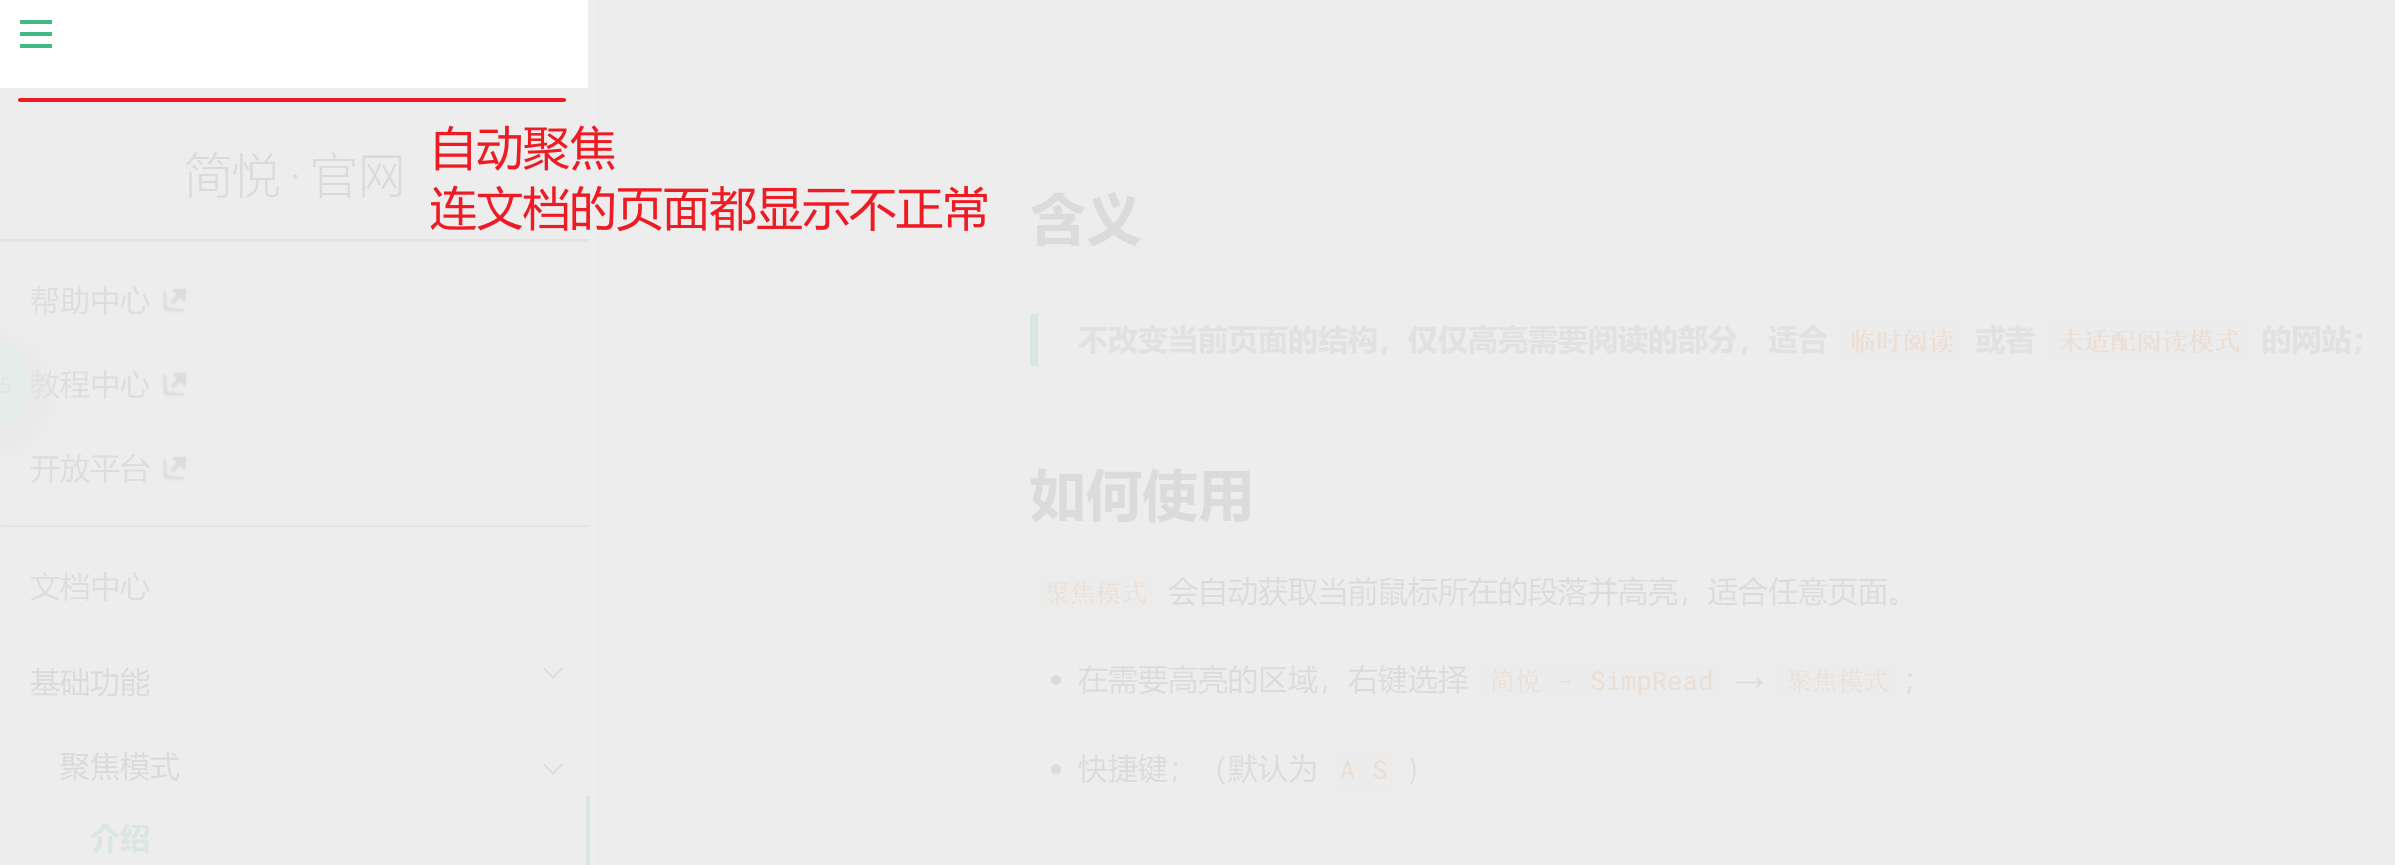 自动聚焦
连文档的页面都显示不正常
简悦·官网
帮助中心
5 教程中心
开放平台
文档中心
基础功能
聚焦模式
介绍
含义
不改变当前页面的结构，仅仅高亮需要阅读的部分，适合 临时阅读 或者 未适配阅读模式 的网站；
如何使用
聚焦模式 会自动获取当前鼠标所在的段落并高亮，适合任意页面。
• 在需要高亮的区域，右键选择 简悦 - SimpRead → 聚焦模式；
• 快捷键；（默认为 A S ）